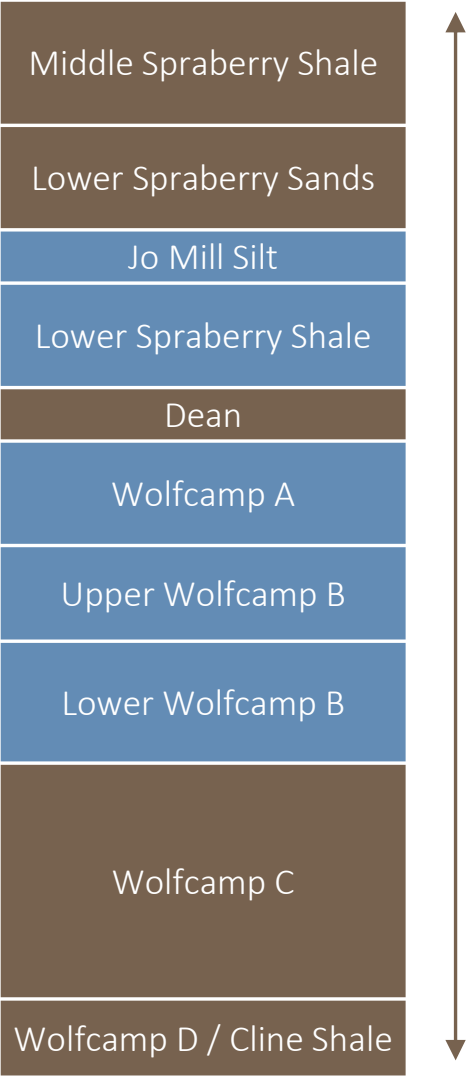 Middle Spraberry Shale
Lower Spraberry Sands
Jo Mill Silt
Lower Spraberry Shale
Dean
Wolfcamp A
Upper Wolfcamp B
Lower Wolfcamp B
Wolfcamp C
Wolfcamp D / Cline Shale